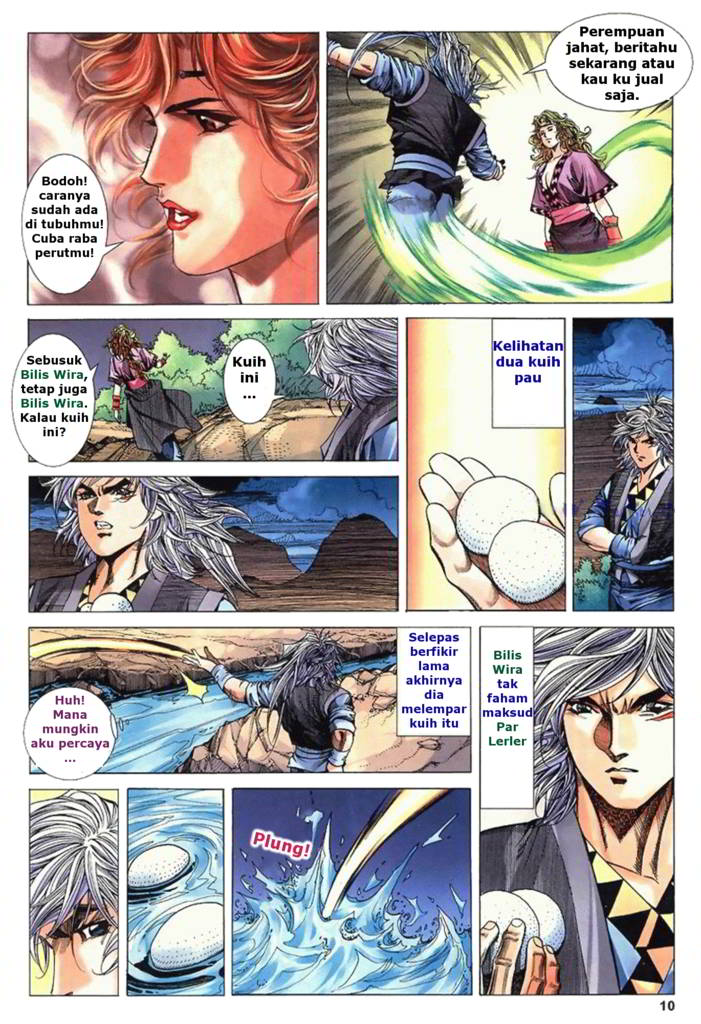 Bodoh!
caranya
sudah ada
di tubuhmu!
Cuba raba
perutmu!
Perempuan
jahat, beritahu
sekarang atau
kau ku jual
saja.
Sebusuk
Bilis Wira,
tetap juga
Bilis Wira.
Kalau kuih
ini?
Kuih
ini
...
Kelihatan
dua kuih
pau
Huh!
Mana
mungkin
aku percaya
...
Selepas
berfikir
lama
akhirnya
dia
melempar
kuih itu
Bilis
Wira
tak
faham
maksud
Par
Lerler
Plung!
10